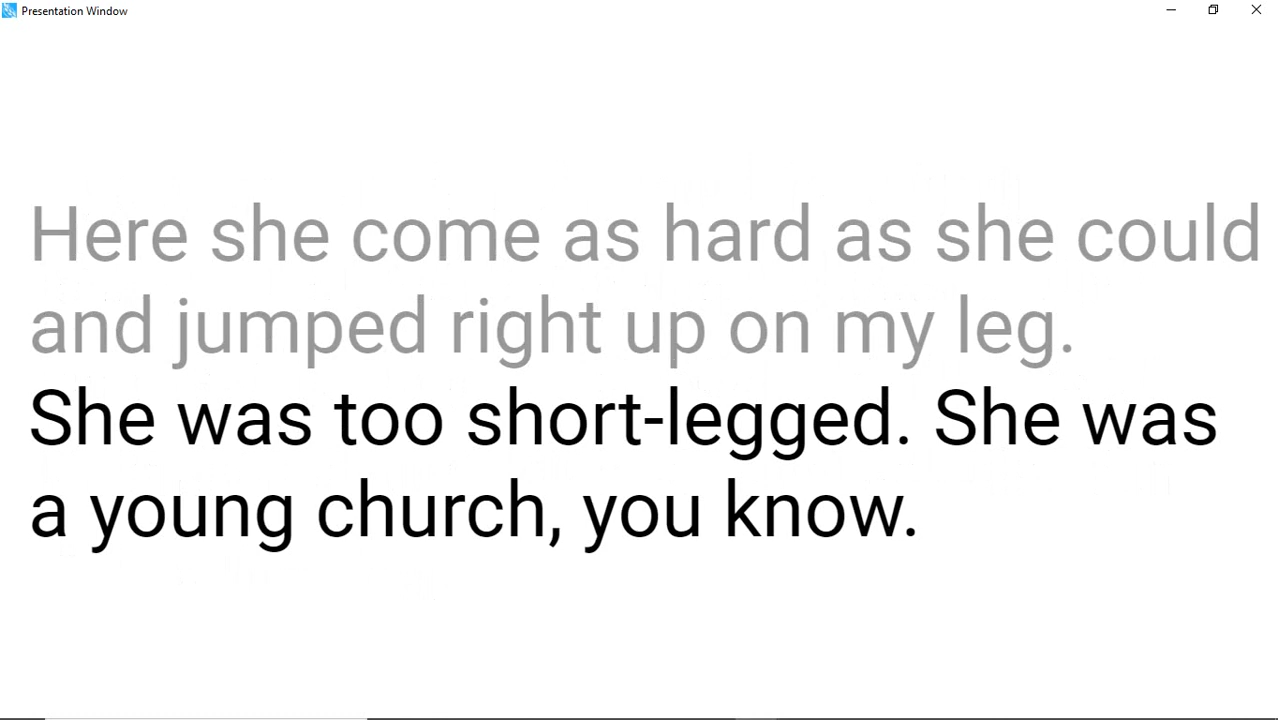 Presentation Window
Here she come as hard as she could
and jumped right up on my leg.
She was too short-legged. She was
a young church, you know.